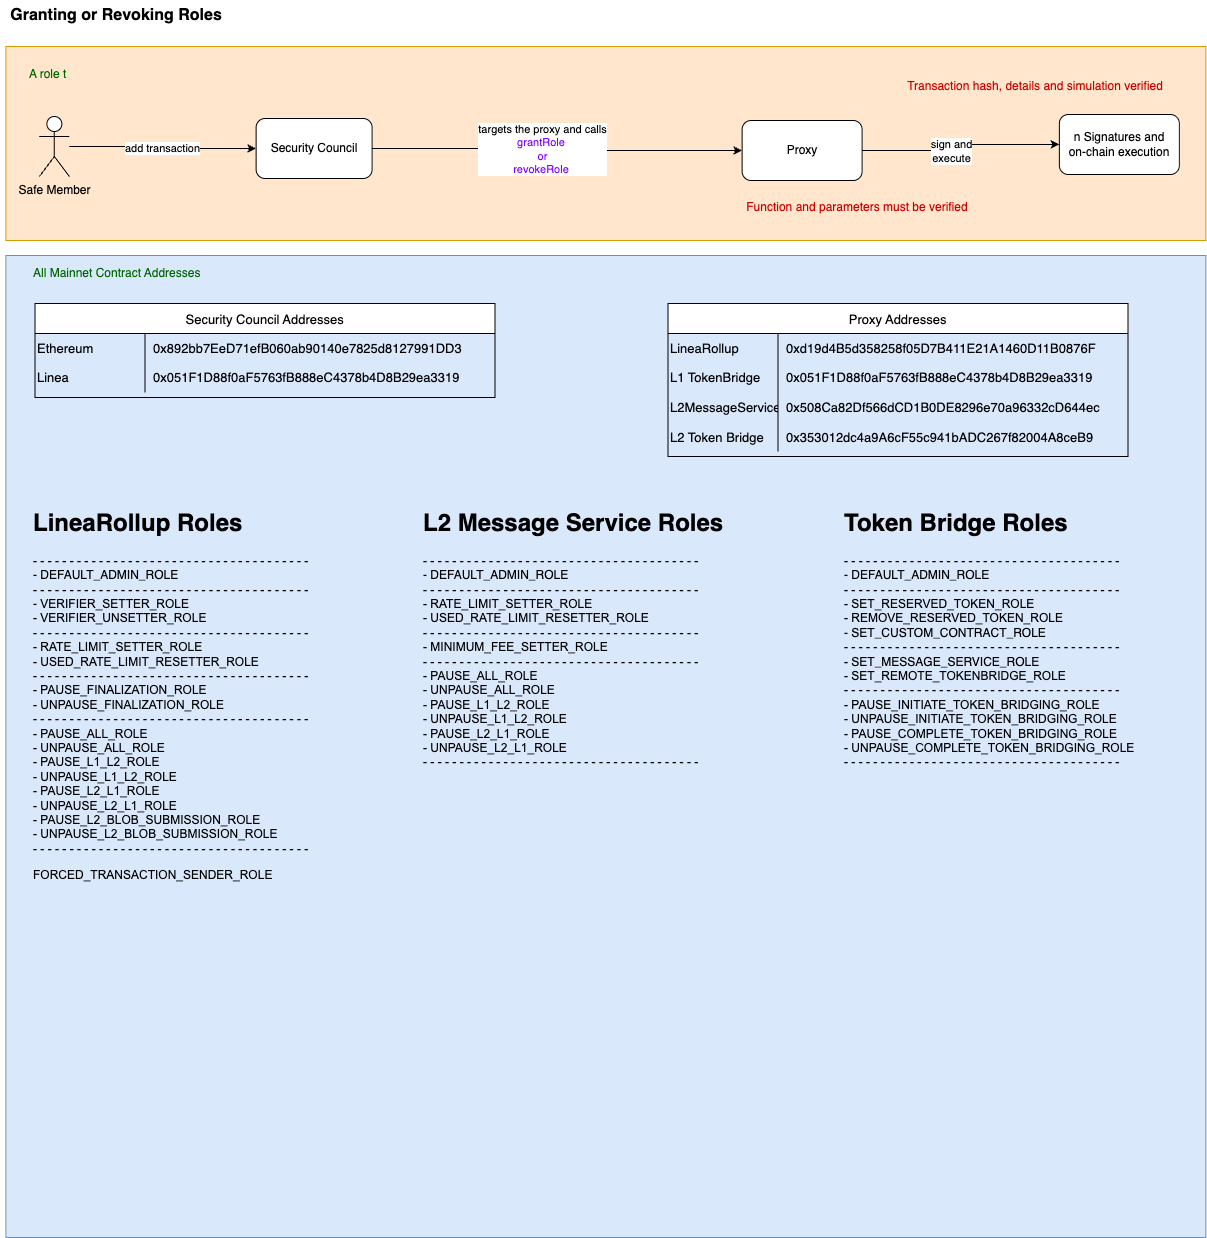 Granting or Revoking Roles
A role t
Transaction hash, details and simulation verified
Safe Member
add transaction
Security Council
targets the proxy and calls
grantRole
or
revokeRole
Proxy
sign and
execute
n Signatures and
on-chain execution
Function and parameters must be verified
All Mainnet Contract Addresses
Security Council Addresses
Ethereum 0x892bb7EeD71efB060ab90140e7825d8127991DD3
Linea 0x051F1D88f0aF5763fB888eC4378b4D8B29ea3319
Proxy Addresses
LineaRollup 0xd19d4B5d358258f05D7B411E21A1460D11B0876F
L1 TokenBridge 0x051F1D88f0aF5763fB888eC4378b4D8B29ea3319
L2MessageService 0x508Ca82Df566dCD1B0DE8296e70a96332cD644ec
L2 Token Bridge 0x353012dc4a9A6cF55c941bADC267f82004A8ceB9
LineaRollup Roles
- - - - - - - - - - - - - - - - - - - - - - - - - - - - - - - - - - - - - -
- DEFAULT_ADMIN_ROLE
- - - - - - - - - - - - - - - - - - - - - - - - - - - - - - - - - - - - - -
- VERIFIER_SETTER_ROLE
- VERIFIER_UNSETTER_ROLE
- - - - - - - - - - - - - - - - - - - - - - - - - - - - - - - - - - - - - -
- RATE_LIMIT_SETTER_ROLE
- USED_RATE_LIMIT_RESETTER_ROLE
- - - - - - - - - - - - - - - - - - - - - - - - - - - - - - - - - - - - - -
- PAUSE_FINALIZATION_ROLE
- UNPAUSE_FINALIZATION_ROLE
- - - - - - - - - - - - - - - - - - - - - - - - - - - - - - - - - - - - - -
- PAUSE_ALL_ROLE
- UNPAUSE_ALL_ROLE
- PAUSE_L1_L2_ROLE
- UNPAUSE_L1_L2_ROLE
- PAUSE_L2_L1_ROLE
- UNPAUSE_L2_L1_ROLE
- PAUSE_L2_BLOB_SUBMISSION_ROLE
- UNPAUSE_L2_BLOB_SUBMISSION_ROLE
- - - - - - - - - - - - - - - - - - - - - - - - - - - - - - - - - - - - - -
FORCED_TRANSACTION_SENDER_ROLE
L2 Message Service Roles
- - - - - - - - - - - - - - - - - - - - - - - - - - - - - - - - - - - - - -
- DEFAULT_ADMIN_ROLE
- - - - - - - - - - - - - - - - - - - - - - - - - - - - - - - - - - - - - -
- RATE_LIMIT_SETTER_ROLE
- USED_RATE_LIMIT_RESETTER_ROLE
- - - - - - - - - - - - - - - - - - - - - - - - - - - - - - - - - - - - - -
- MINIMUM_FEE_SETTER_ROLE
- - - - - - - - - - - - - - - - - - - - - - - - - - - - - - - - - - - - - -
- PAUSE_ALL_ROLE
- UNPAUSE_ALL_ROLE
- PAUSE_L1_L2_ROLE
- UNPAUSE_L1_L2_ROLE
- PAUSE_L2_L1_ROLE
- UNPAUSE_L2_L1_ROLE
- - - - - - - - - - - - - - - - - - - - - - - - - - - - - - - - - - - - - -
Token Bridge Roles
- - - - - - - - - - - - - - - - - - - - - - - - - - - - - - - - - - - - - -
- DEFAULT_ADMIN_ROLE
- - - - - - - - - - - - - - - - - - - - - - - - - - - - - - - - - - - - - -
- SET_RESERVED_TOKEN_ROLE
- REMOVE_RESERVED_TOKEN_ROLE
- SET_CUSTOM_CONTRACT_ROLE
- - - - - - - - - - - - - - - - - - - - - - - - - - - - - - - - - - - - - -
- SET_MESSAGE_SERVICE_ROLE
- SET_REMOTE_TOKENBRIDGE_ROLE
- - - - - - - - - - - - - - - - - - - - - - - - - - - - - - - - - - - - - -
- PAUSE_INITIATE_TOKEN_BRIDGING_ROLE
- UNPAUSE_INITIATE_TOKEN_BRIDGING_ROLE
- PAUSE_COMPLETE_TOKEN_BRIDGING_ROLE
- UNPAUSE_COMPLETE_TOKEN_BRIDGING_ROLE
- - - - - - - - - - - - - - - - - - - - - - - - - - - - - - - - - - - - - -